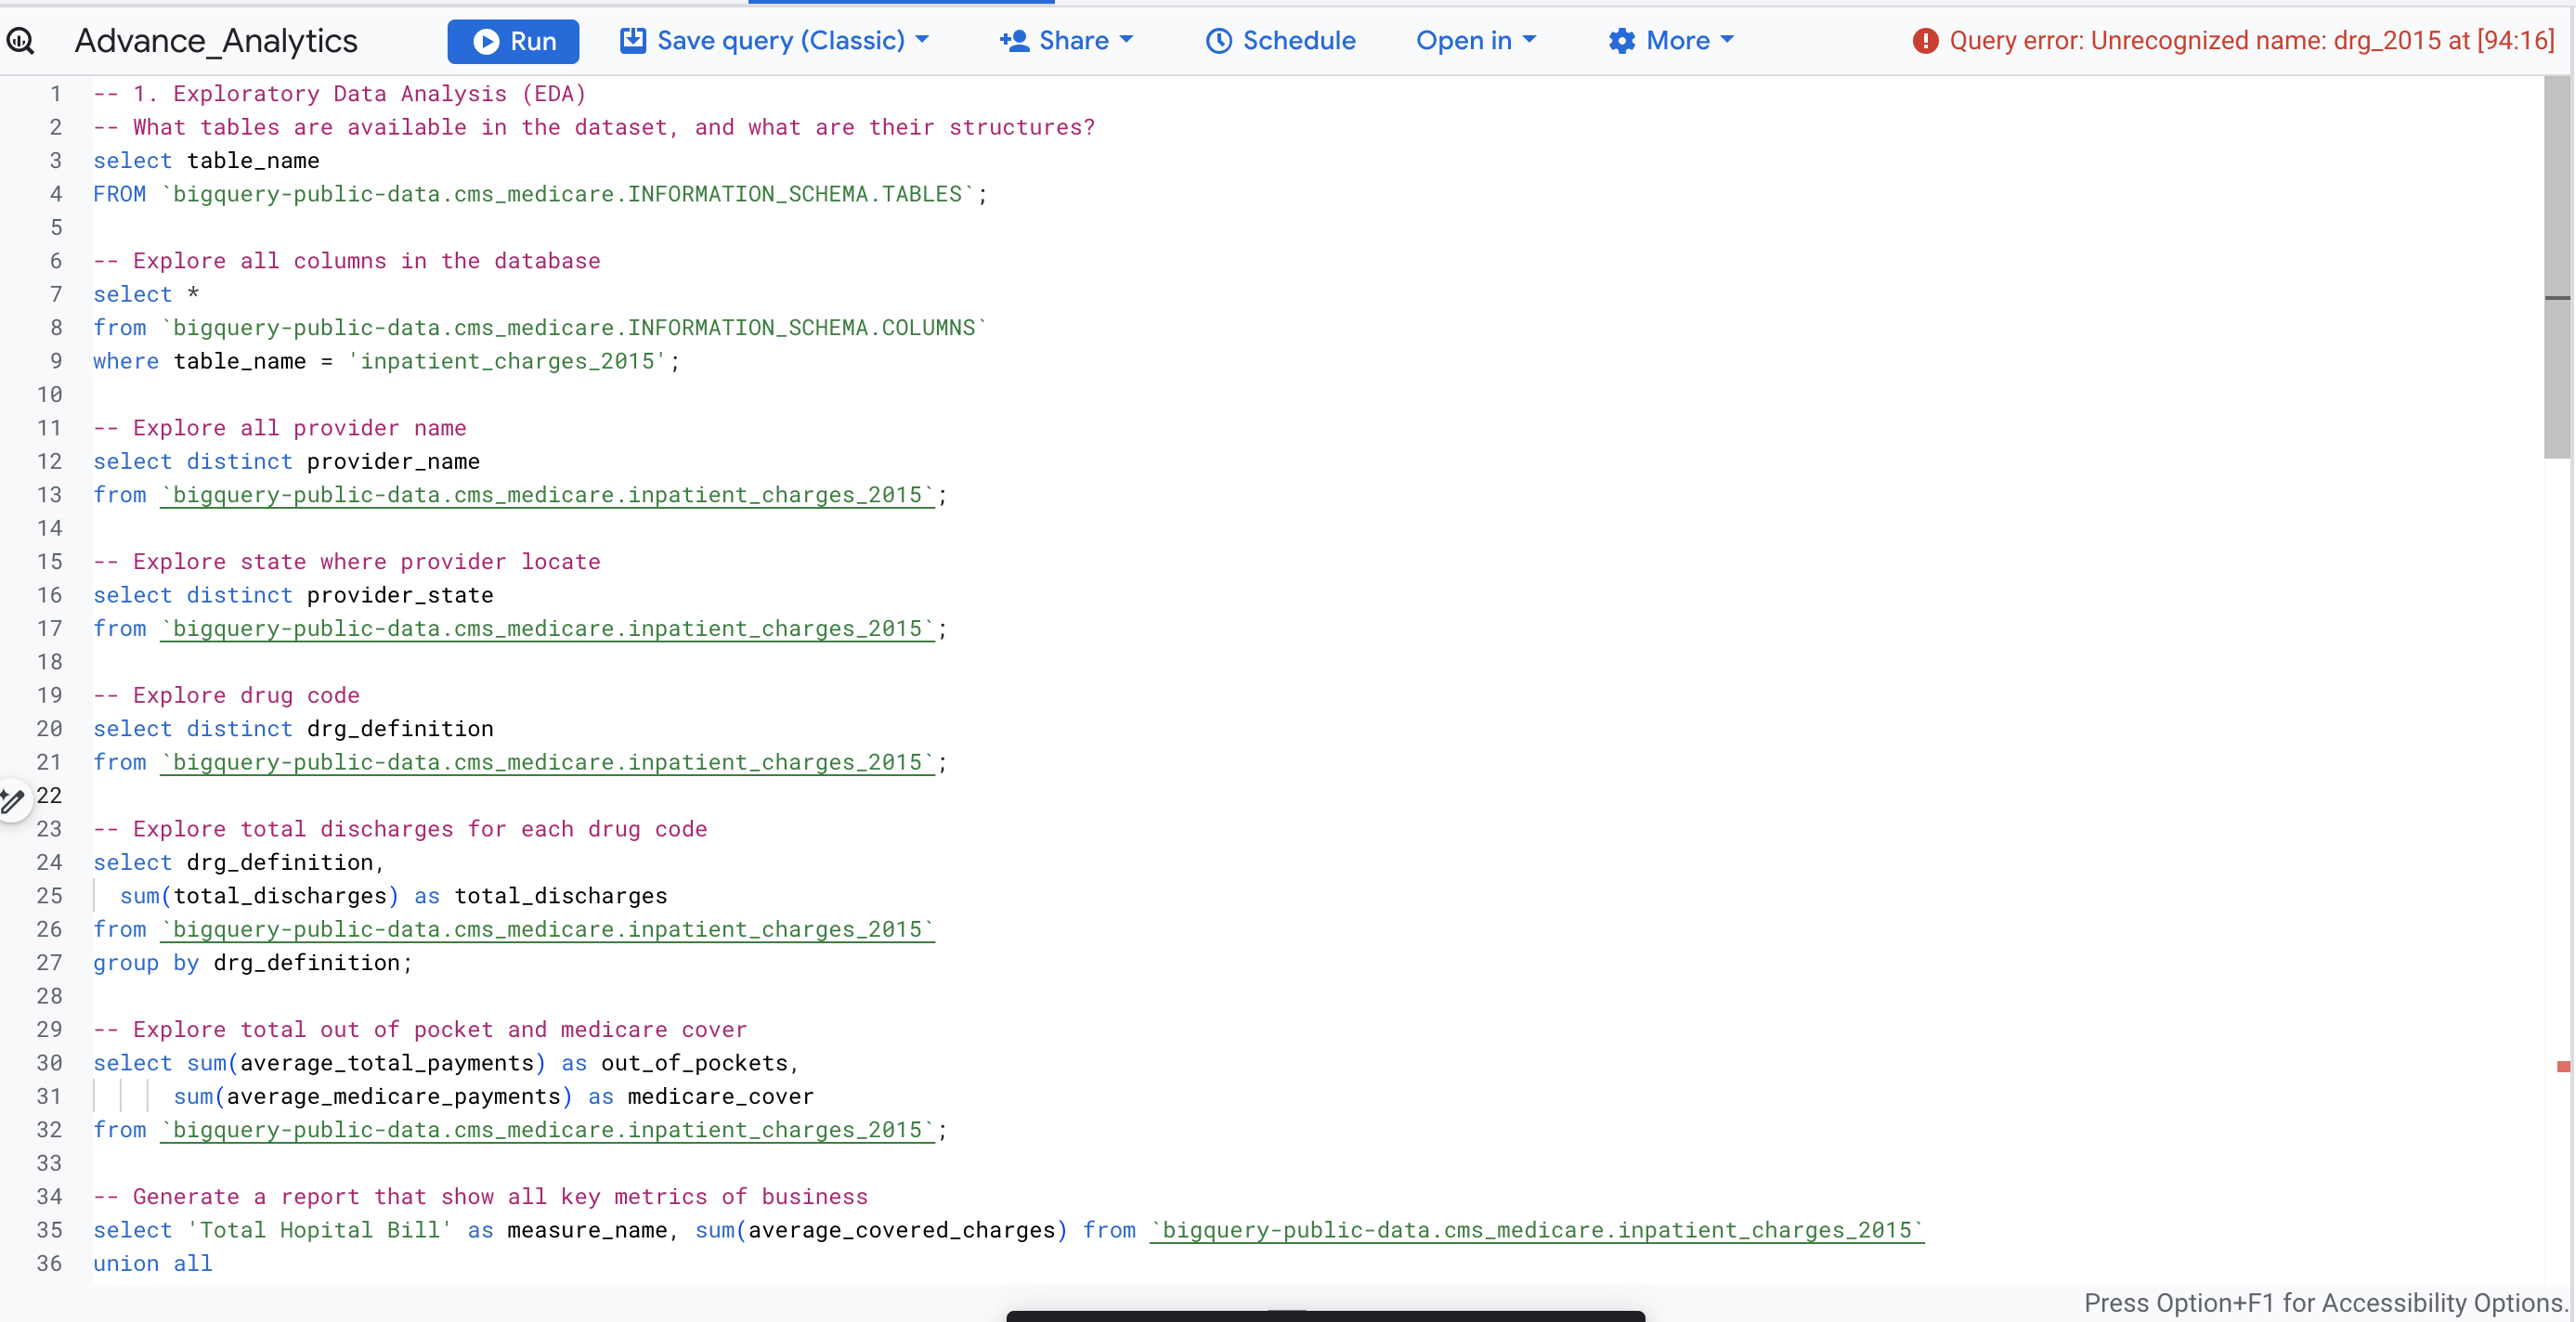 Advance_Analytics Run Save query (Classic) Share Schedule Open in More Query error: Unrecognized name: drg_2015 at [94:16]
1 -- 1. Exploratory Data Analysis (EDA)
2 -- What tables are available in the dataset, and what are their structures?
3 select table_name
4 FROM `bigquery-public-data.cms_medicare.INFORMATION_SCHEMA.TABLES`;
5
6 -- Explore all columns in the database
7 select *
8 from `bigquery-public-data.cms_medicare.INFORMATION_SCHEMA.COLUMNS`
9 where table_name = 'inpatient_charges_2015';
10
11 -- Explore all provider name
12 select distinct provider_name
13 from `bigquery-public-data.cms_medicare.inpatient_charges_2015`;
14
15 -- Explore state where provider locate
16 select distinct provider_state
17 from `bigquery-public-data.cms_medicare.inpatient_charges_2015`;
18
19 -- Explore drug code
20 select distinct drg_definition
21 from `bigquery-public-data.cms_medicare.inpatient_charges_2015`;
22
23 -- Explore total discharges for each drug code
24 select drg_definition,
25 sum(total_discharges) as total_discharges
26 from `bigquery-public-data.cms_medicare.inpatient_charges_2015`
27 group by drg_definition;
28
29 -- Explore total out of pocket and medicare cover
30 select sum(average_total_payments) as out_of_pockets,
31 sum(average_medicare_payments) as medicare_cover
32 from `bigquery-public-data.cms_medicare.inpatient_charges_2015`;
33
34 -- Generate a report that show all key metrics of business
35 select 'Total Hopital Bill' as measure_name, sum(average_covered_charges) from `bigquery-public-data.cms_medicare.inpatient_charges_2015`
36 union all
Press Option+F1 for Accessibility Options.